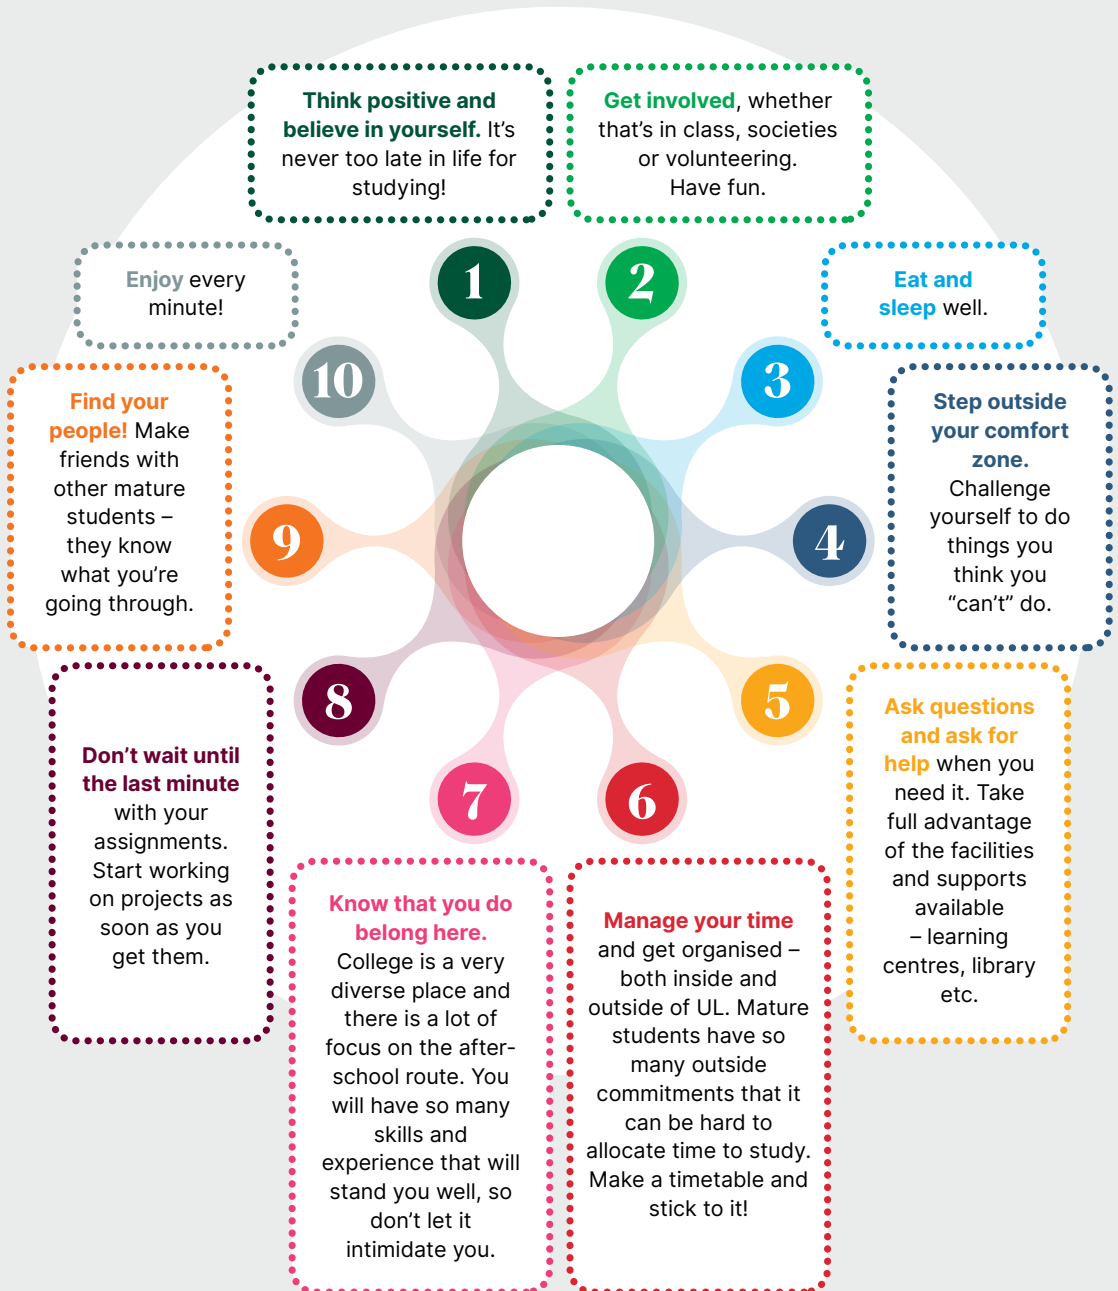 1
Think positive and
believe in yourself. It’s
never too late in life for
studying!
2
Get involved, whether
that’s in class, societies
or volunteering.
Have fun.
3
Eat and
sleep well.
4
Step outside
your comfort
zone.
Challenge
yourself to do
things you
think you
“can’t” do.
5
Ask questions
and ask for
help when you
need it. Take
full advantage
of the facilities
and supports
available
– learning
centres, library
etc.
6
Manage your time
and get organised –
both inside and
outside of UL. Mature
students have so
many outside
commitments that it
can be hard to
allocate time to study.
Make a timetable and
stick to it!
7
Know that you do
belong here.
College is a very
diverse place and
there is a lot of
focus on the after-
school route. You
will have so many
skills and
experience that will
stand you well, so
don’t let it
intimidate you.
8
Don’t wait until
the last minute
with your
assignments.
Start working
on projects as
soon as you
get them.
9
Find your
people! Make
friends with
other mature
students –
they know
what you’re
going through.
10
Enjoy every
minute!